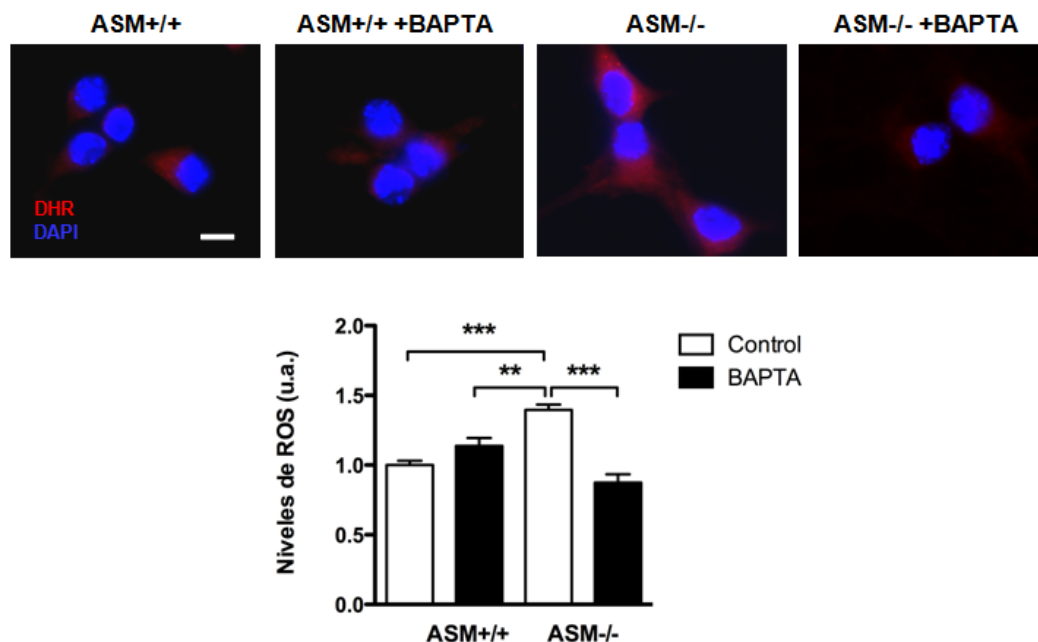 ASM+/+ ASM+/+ +BAPTA ASM-/- ASM-/- +BAPTA
DHR
DAPI
Niveles de ROS (u.a.)
2.0
1.5
1.0
0.5
0.0
***
** ***
Control
BAPTA
ASM+/+ ASM-/-